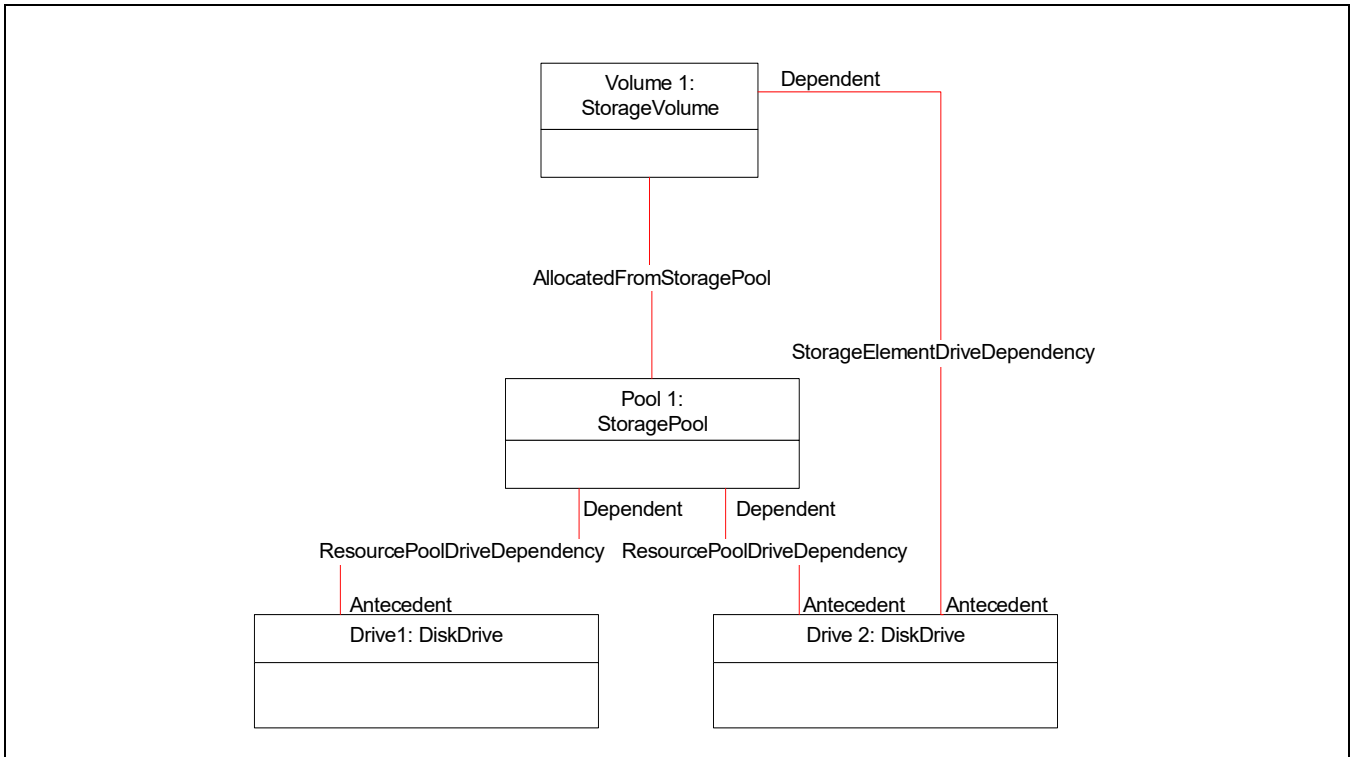 Volume 1:
StorageVolume
Dependent
AllocatedFromStoragePool
StorageElementDriveDependency
Pool 1:
StoragePool
Dependent
Dependent
ResourcePoolDriveDependency
ResourcePoolDriveDependency
Antecedent
Antecedent
Antecedent
Drive1: DiskDrive
Drive 2: DiskDrive